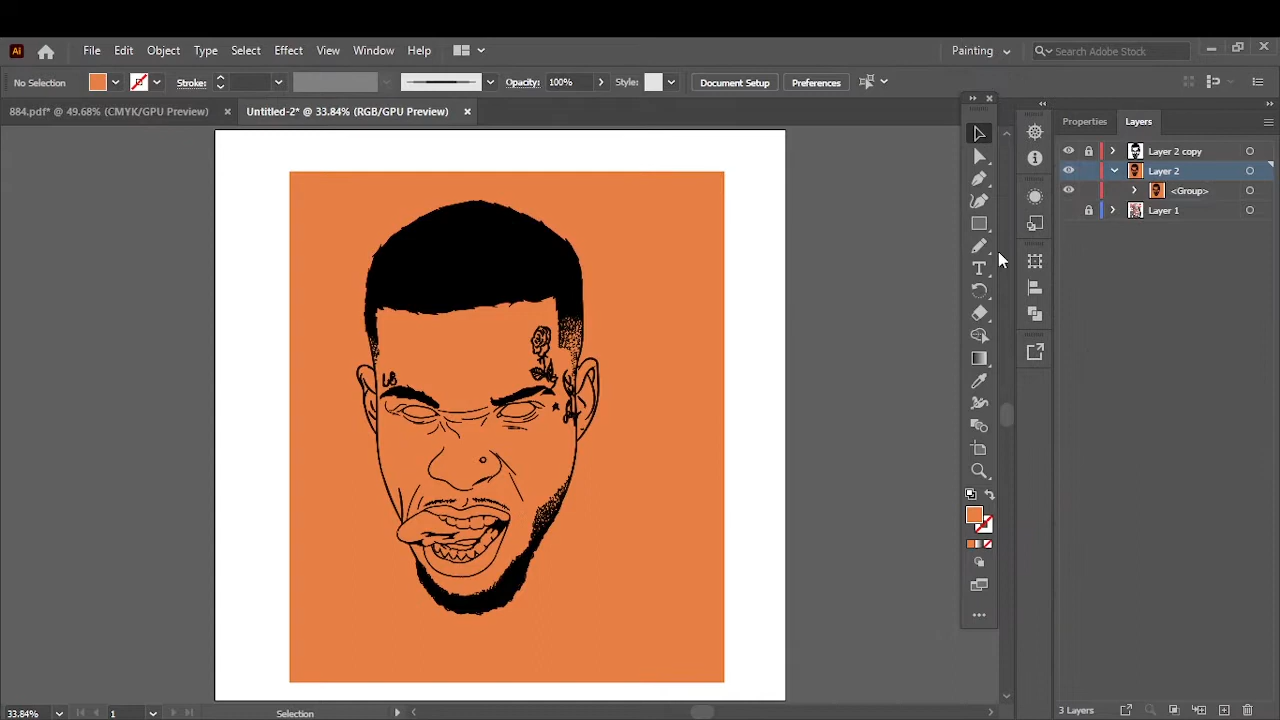 Ai File Edit Object Type Select Effect View Window Help Painting Search Adobe Stock
No Selection Stroke: Opacity: 100% Style: Document Setup Preferences
884.pdf* @ 49.68% (CMYK/GPU Preview) Untitled-2* @ 33.84% (RGB/GPU Preview)
Properties Layers
Layer 2 copy
Layer 2
<Group>
Layer 1
3 Layers
33.84% 1 Selection